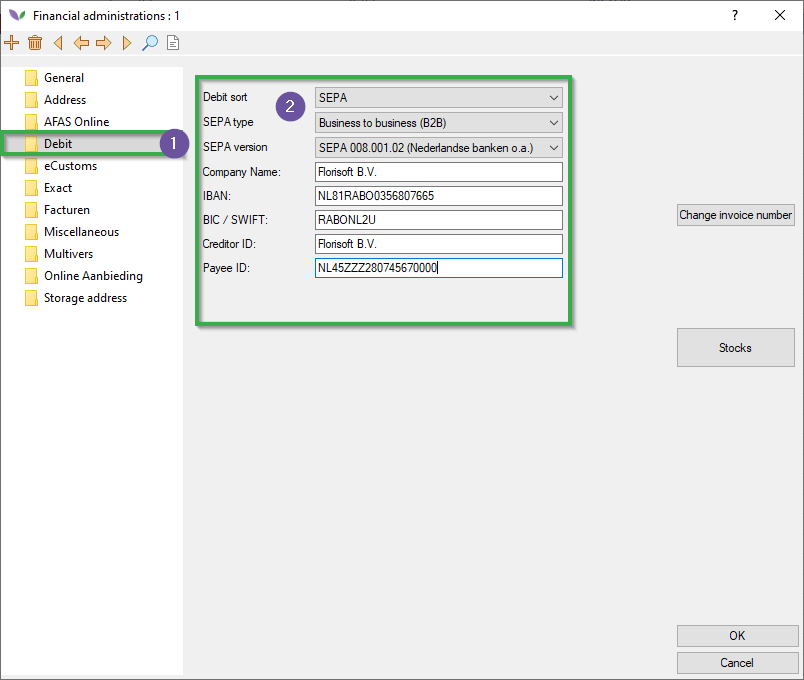 Financial administrations : 1
?
General
Address
AFAS Online
Debit
1
eCustoms
Exact
Facturen
Miscellaneous
Multivers
Online Aanbieding
Storage address
2
Debit sort SEPA
SEPA type Business to business (B2B)
SEPA version SEPA 008.001.02 (Nederlandse banken o.a.)
Company Name: Florisoft B.V.
IBAN: NL81RABO0356807665
BIC / SWIFT: RABONL2U
Creditor ID: Florisoft B.V.
Payee ID: NL45ZZZ280745670000
Change invoice number
Stocks
OK
Cancel